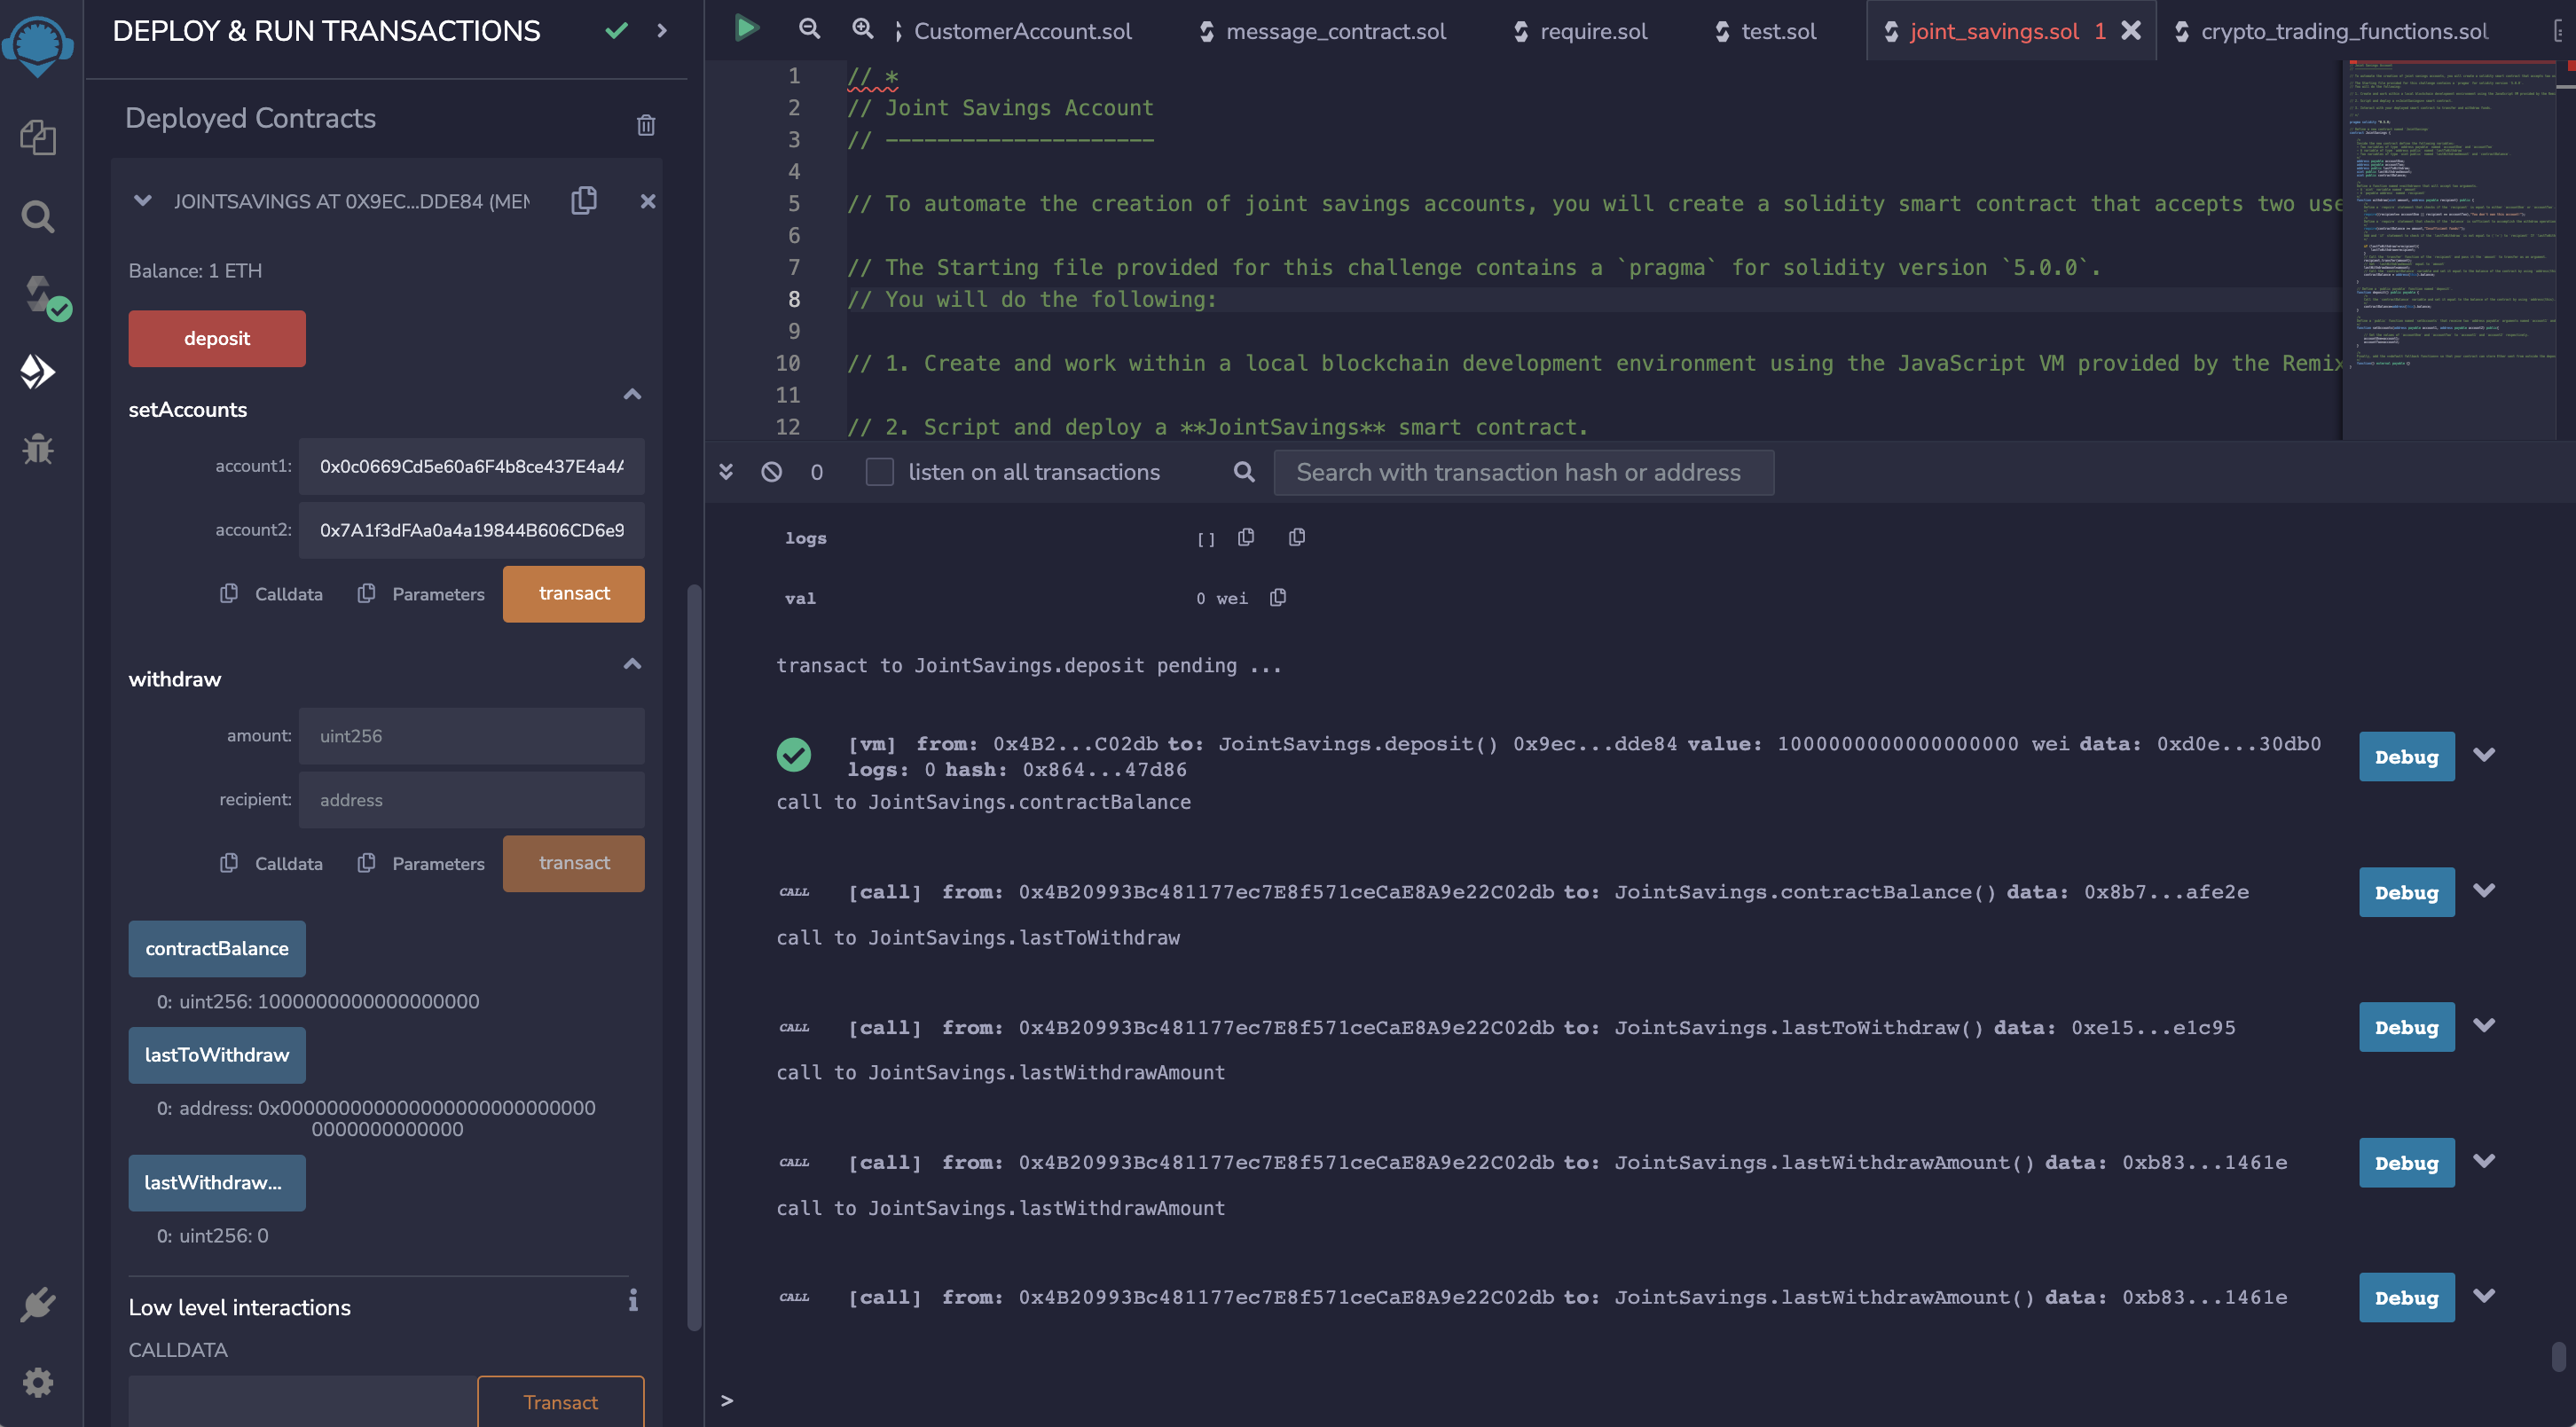 DEPLOY & RUN TRANSACTIONS
Deployed Contracts
JOINTSAVINGS AT 0X9EC...DDE84 (MEM
Balance: 1 ETH
deposit
setAccounts
account1: 0x0c0669Cd5e60a6F4b8ce437E4a4A
account2: 0x7A1f3dFAa0a4a19844B606CD6e9
Calldata Parameters transact
withdraw
amount: uint256
recipient: address
Calldata Parameters transact
contractBalance
0: uint256: 1000000000000000000
lastToWithdraw
0: address: 0x000000000000000000000000000
0000000000000
lastWithdraw...
0: uint256: 0
Low level interactions
CALLDATA
Transact
CustomerAccount.sol message_contract.sol require.sol test.sol joint_savings.sol 1 crypto_trading_functions.sol
1 // *
2 // Joint Savings Account
3 // ---------------------
4
5 // To automate the creation of joint savings accounts, you will create a solidity smart contract that accepts two use
6
7 // The Starting file provided for this challenge contains a `pragma` for solidity version `5.0.0`.
8 // You will do the following:
9
10 // 1. Create and work within a local blockchain development environment using the JavaScript VM provided by the Remix
11
12 // 2. Script and deploy a **JointSavings** smart contract.
0 listen on all transactions Search with transaction hash or address
logs []
val 0 wei
transact to JointSavings.deposit pending ...
[vm] from: 0x4B2...C02db to: JointSavings.deposit() 0x9ec...dde84 value: 1000000000000000000 wei data: 0xd0e...30db0 Debug
logs: 0 hash: 0x864...47d86
call to JointSavings.contractBalance
CALL [call] from: 0x4B20993Bc481177ec7E8f571ceCaE8A9e22C02db to: JointSavings.contractBalance() data: 0x8b7...afe2e Debug
call to JointSavings.lastToWithdraw
CALL [call] from: 0x4B20993Bc481177ec7E8f571ceCaE8A9e22C02db to: JointSavings.lastToWithdraw() data: 0xe15...e1c95 Debug
call to JointSavings.lastWithdrawAmount
CALL [call] from: 0x4B20993Bc481177ec7E8f571ceCaE8A9e22C02db to: JointSavings.lastWithdrawAmount() data: 0xb83...1461e Debug
call to JointSavings.lastWithdrawAmount
CALL [call] from: 0x4B20993Bc481177ec7E8f571ceCaE8A9e22C02db to: JointSavings.lastWithdrawAmount() data: 0xb83...1461e Debug
>